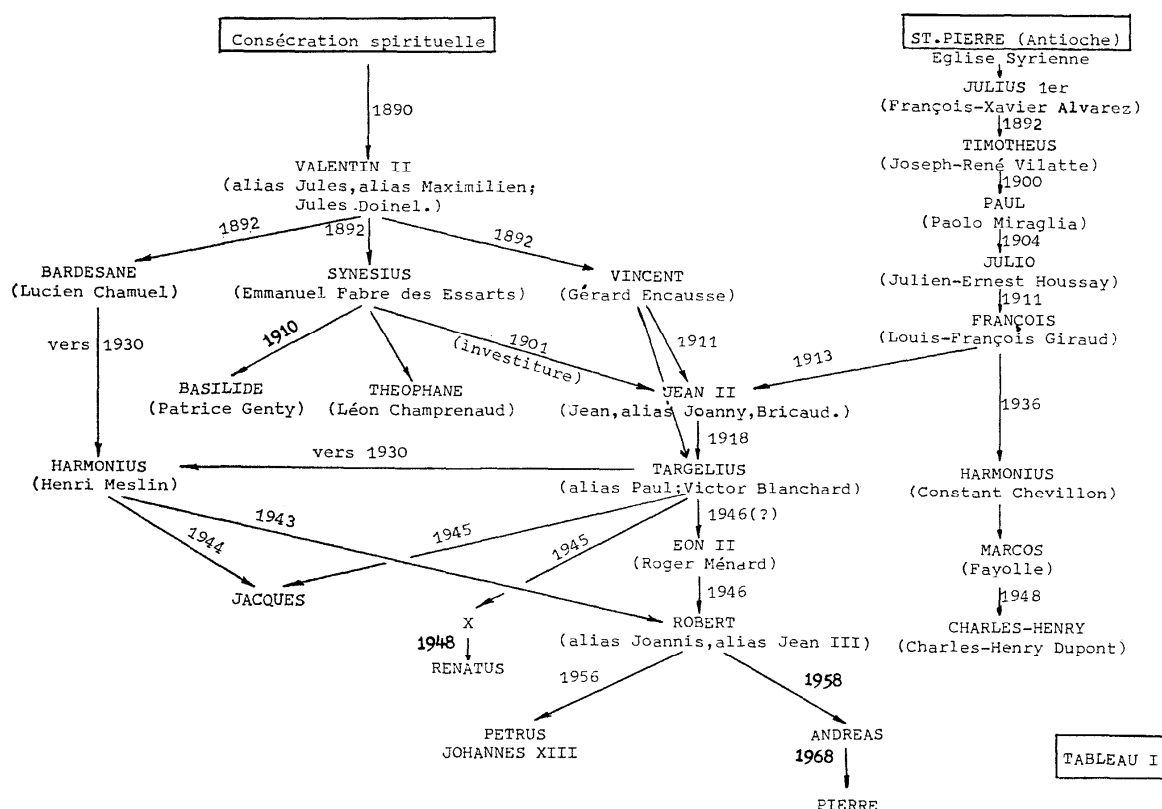 Consécration spirituelle
ST.PIERRE (Antioche)
Eglise Syrienne
JULIUS 1er
(François-Xavier Alvarez)
1890
1892
TIMOTHEUS
(Joseph-René Vilatte)
1900
VALENTIN II
(alias Jules,alias Maximilien;
Jules Doinel.)
PAUL
(Paolo Miraglia)
1904
1892
1892
1892
BARDESANE
(Lucien Chamuel)
SYNESIUS
(Emmanuel Fabre des Essarts)
VINCENT
(Gérard Encausse)
JULIO
(Julien-Ernest Houssay)
1911
FRANÇOIS
(Louis-François Giraud)
vers 1930
1910
1901
(investiture)
1911
1913
1936
BASILIDE
(Patrice Genty)
THEOPHANE
(Léon Champrenaud)
JEAN II
(Jean,alias Joanny,Bricaud.)
1918
vers 1930
HARMONIUS
(Henri Meslin)
TARGELIUS
(alias Paul;Victor Blanchard)
HARMONIUS
(Constant Chevillon)
1943
1944
1945
1945
1946(?)
EON II
(Roger Ménard)
MARCOS
(Fayolle)
JACQUES
1946
1948
X
ROBERT
(alias Joannis,alias Jean III)
CHARLES-HENRY
(Charles-Henry Dupont)
1948
RENATUS
1956
1958
PETRUS
JOHANNES XIII
ANDREAS
1968
TABLEAU I
PIERRE